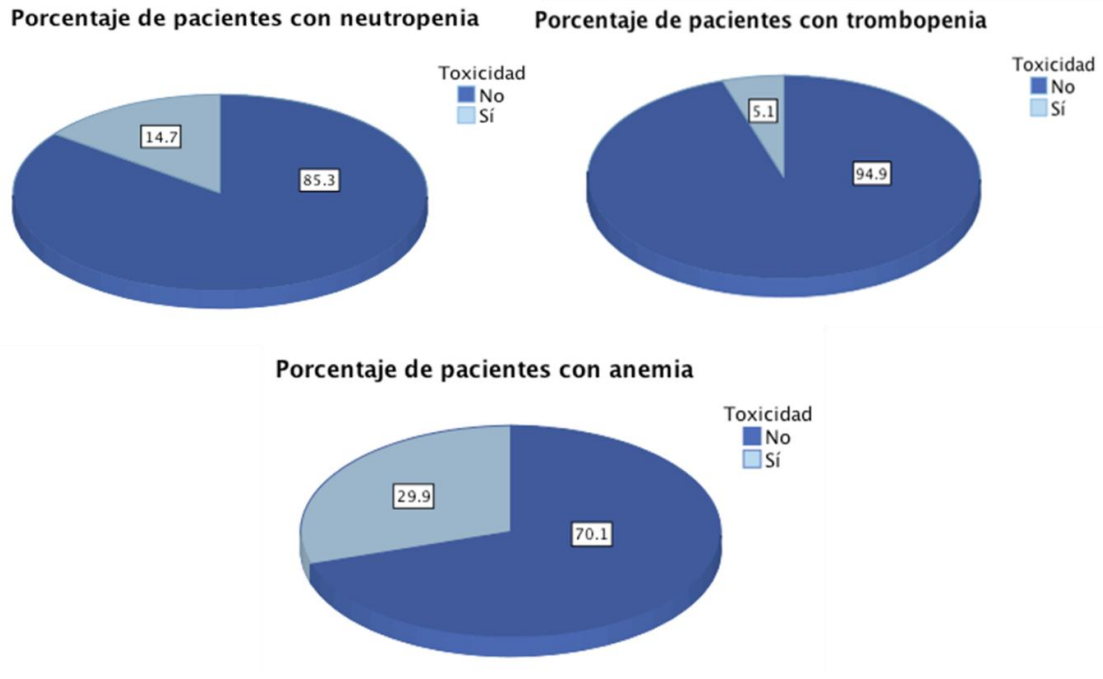 Porcentaje de pacientes con neutropenia
Toxicidad
No
Sí
14.7
85.3
Porcentaje de pacientes con trombopenia
Toxicidad
No
Sí
5.1
94.9
Porcentaje de pacientes con anemia
Toxicidad
No
Sí
29.9
70.1